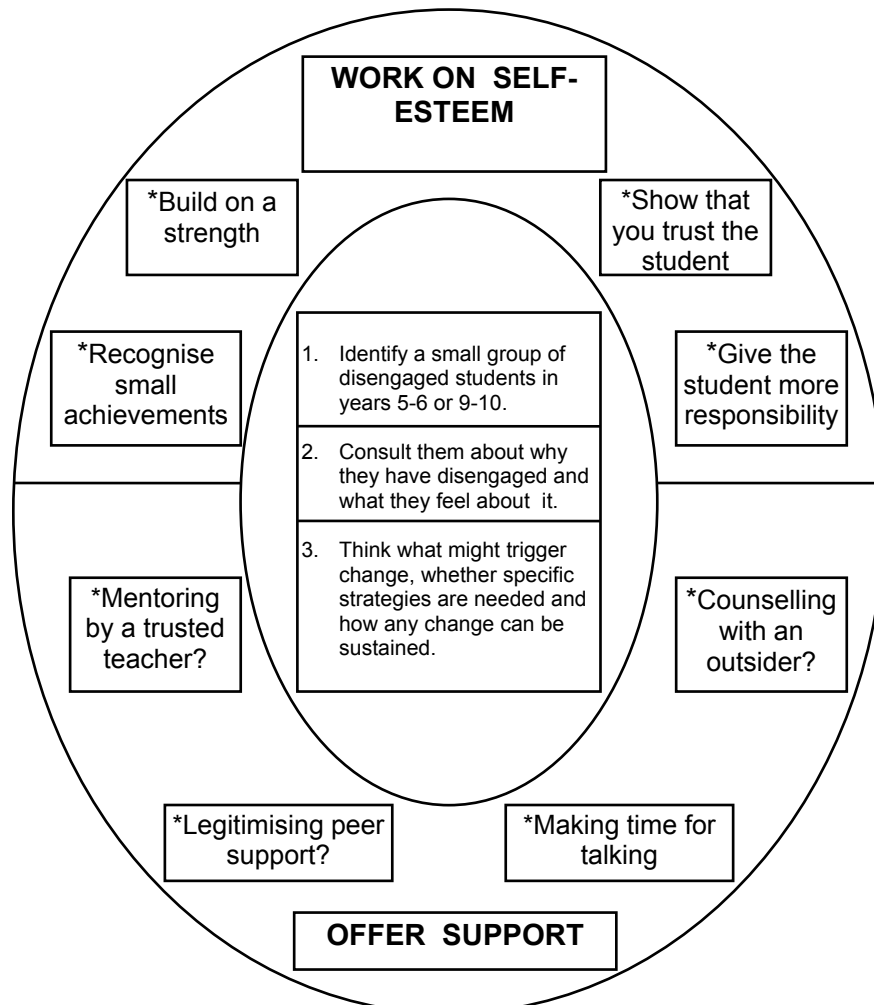 WORK ON SELF-
ESTEEM
*Build on a
strength
*Show that
you trust the
student
*Recognise
small
achievements
*Give the
student more
responsibility
1. Identify a small group of
disengaged students in
years 5-6 or 9-10.
2. Consult them about why
they have disengaged and
what they feel about it.
3. Think what might trigger
change, whether specific
strategies are needed and
how any change can be
sustained.
*Mentoring
by a trusted
teacher?
*Counselling
with an
outsider?
*Legitimising peer
support?
*Making time for
talking
OFFER SUPPORT